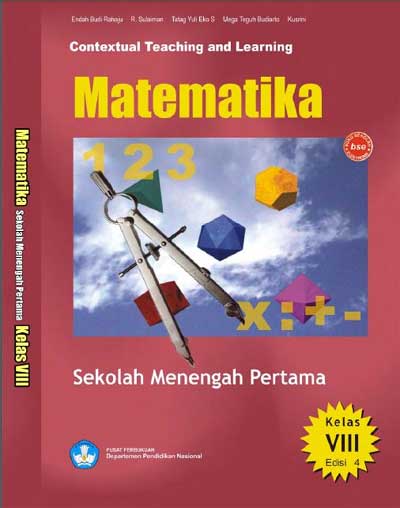 Endah Budi Rahaju R. Sulaiman Tatag Yuli Eko S Mega Teguh Budiarto Kusrini
Contextual Teaching and Learning
Matematika
bse
1 2 3
x : + -
Sekolah Menengah Pertama
Kelas
VIII
Edisi 4
PUSAT PERBUKUAN
Departemen Pendidikan Nasional
Matematika Sekolah Menengah Pertama Kelas VIII